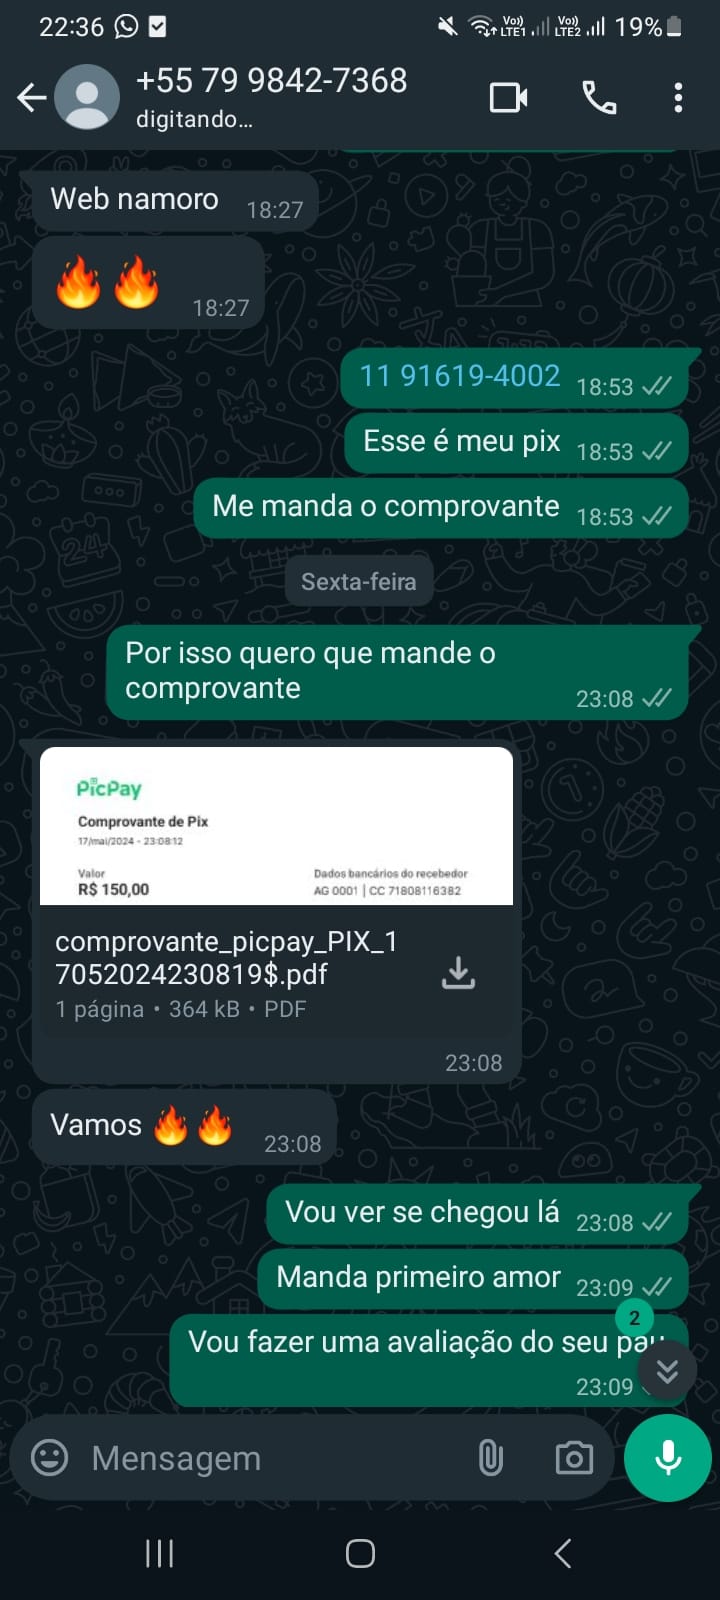 22:36 19%
+55 79 9842-7368
digitando...
Web namoro 18:27
🔥🔥 18:27
11 91619-4002 18:53
Esse é meu pix 18:53
Me manda o comprovante 18:53
Sexta-feira
Por isso quero que mande o
comprovante 23:08
PicPay
Comprovante de Pix
17/mai/2024 - 23:08:12
Valor
R$ 150,00
Dados bancários do recebedor
AG 0001 | CC 71808116382
comprovante_picpay_PIX_1
7052024230819$.pdf
1 página • 364 kB • PDF
23:08
Vamos 🔥🔥 23:08
Vou ver se chegou lá 23:08
Manda primeiro amor 23:09
2
Vou fazer uma avaliação do seu
23:09
Mensagem